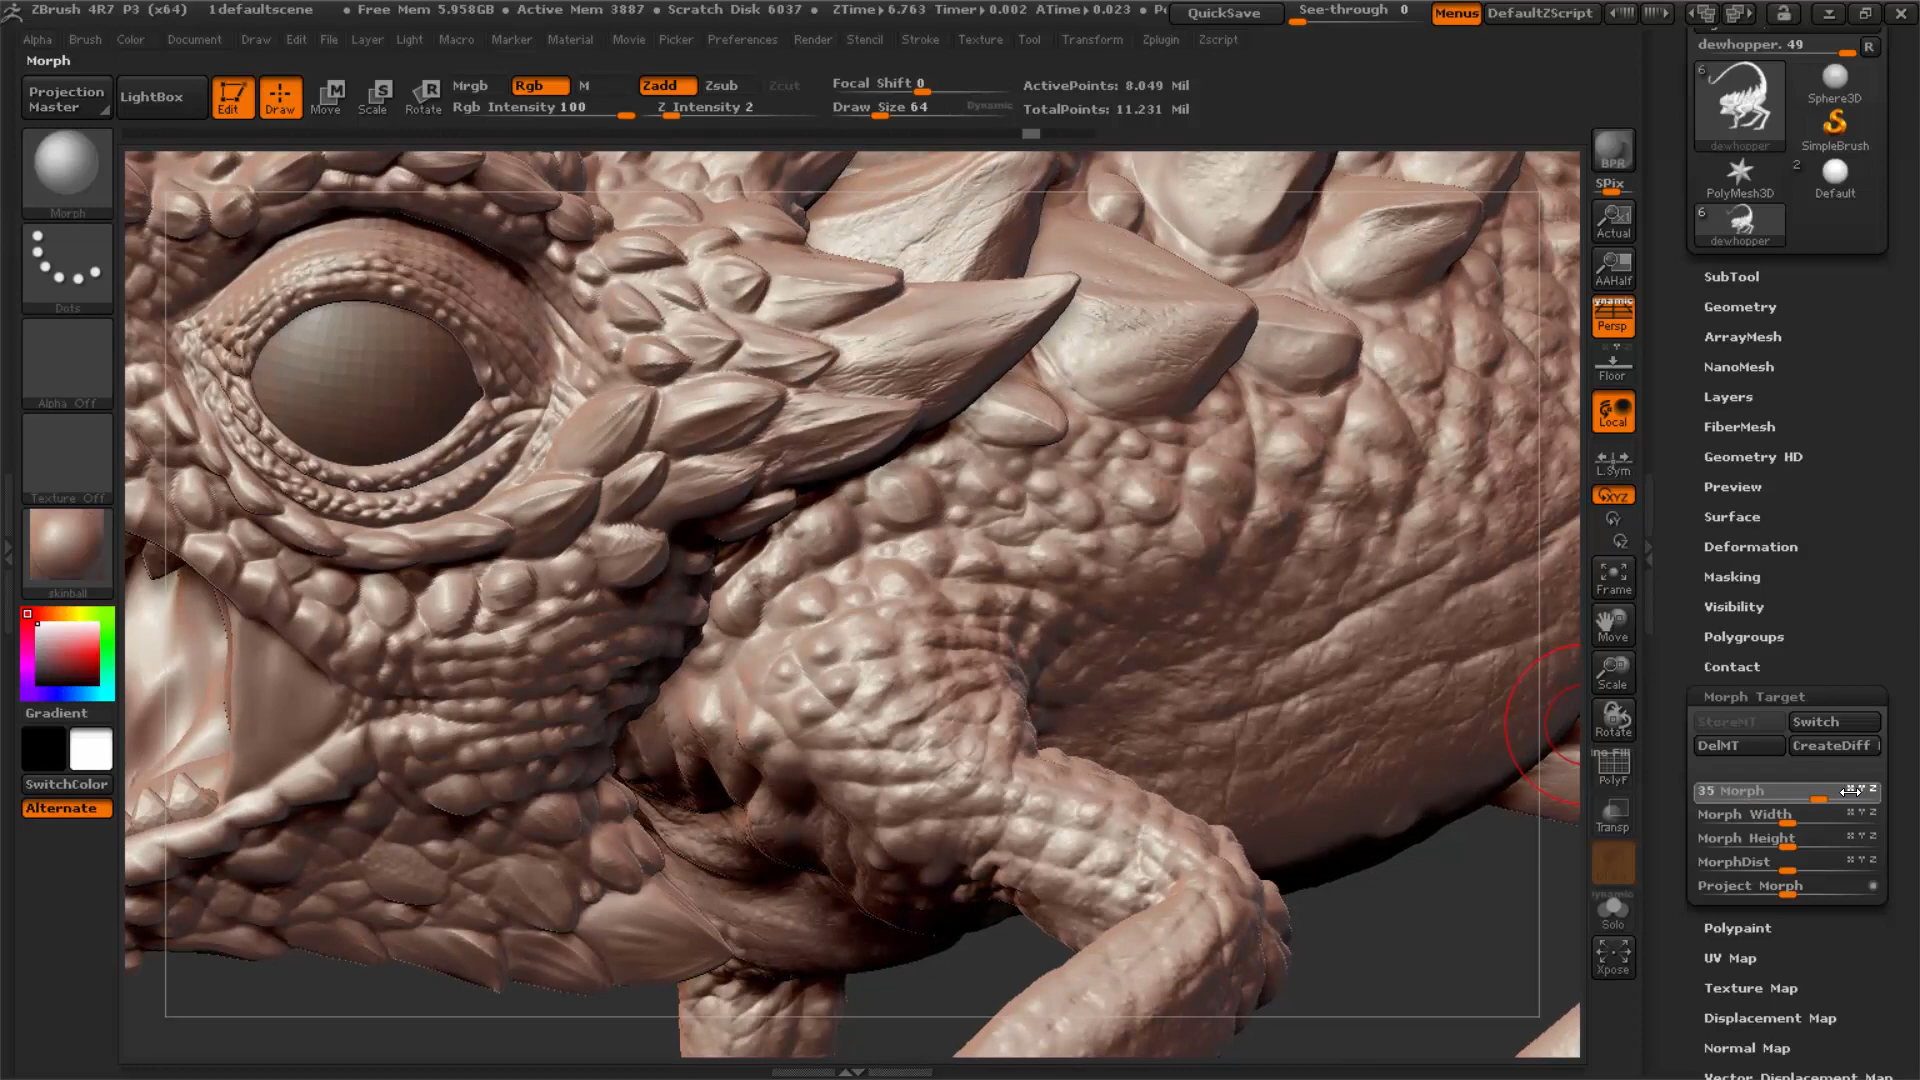 ZBrush 4R7 P3 (x64) 1defaultscene • Free Mem 5.958GB • Active Mem 3887 • Scratch Disk 6037 • ZTime▸6.763 Timer▸0.002 ATime▸0.023 • P
QuickSave See-through 0 Menus DefaultZScript
Alpha Brush Color Document Draw Edit File Layer Light Macro Marker Material Movie Picker Preferences Render Stencil Stroke Texture Tool Transform Zplugin Zscript
Morph
Projection Master
LightBox
Edit
Draw
Move
Scale
Rotate
Mrgb Rgb M
Rgb Intensity 100
Zadd Zsub Zcut
Z Intensity 2
Focal Shift 0
Draw Size 64 Dynamic
ActivePoints: 8.049 Mil
TotalPoints: 11.231 Mil
Morph
Dots
Alpha Off
Texture Off
skinball
Gradient
SwitchColor
Alternate
BPR
SPix
Actual
AAHalf
Persp
Floor
Local
L.Sym
XYZ
Y
Z
Frame
Move
Scale
Rotate
PolyF
Transp
Solo
Xpose
dewhopper. 49 R
6
dewhopper
Sphere3D
SimpleBrush
PolyMesh3D
2
Default
6
dewhopper
SubTool
Geometry
ArrayMesh
NanoMesh
Layers
FiberMesh
Geometry HD
Preview
Surface
Deformation
Masking
Visibility
Polygroups
Contact
Morph Target
StoreMT Switch
DelMT CreateDiff
35 Morph
Morph Width X Y Z
Morph Height X Y Z
MorphDist X Y Z
Project Morph
Polypaint
UV Map
Texture Map
Displacement Map
Normal Map
Vector Displacement Map